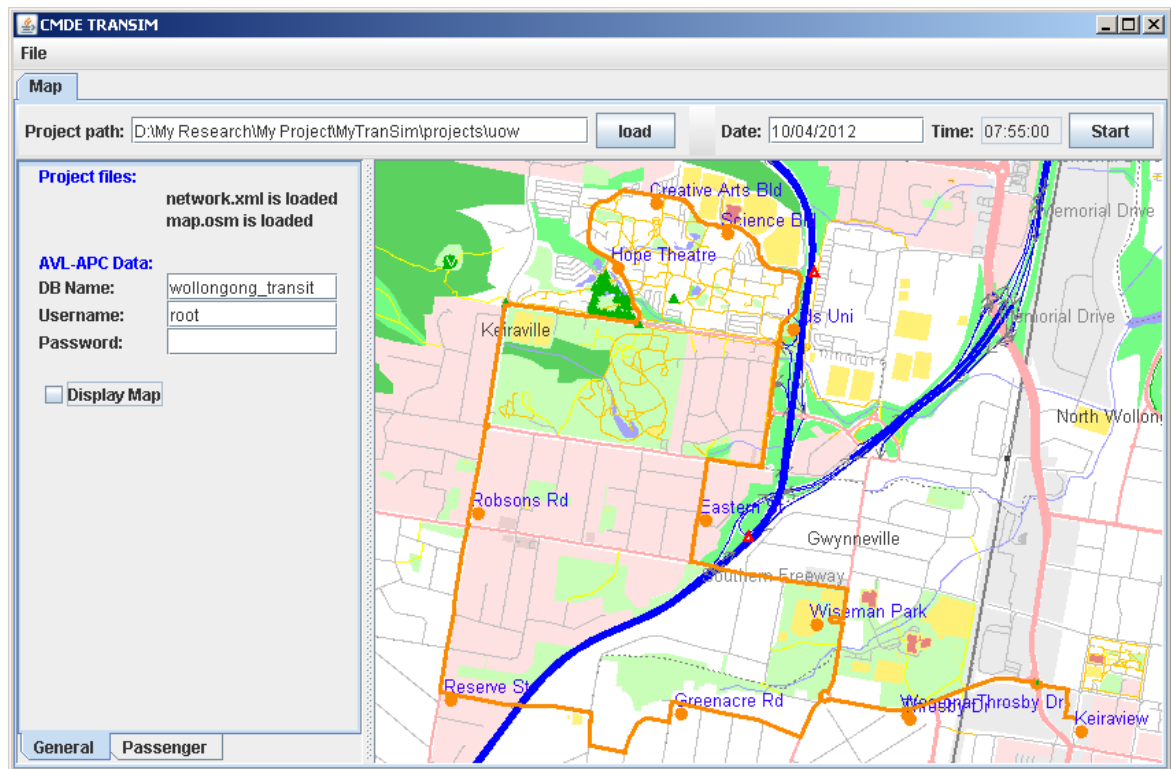 CMDE TRANSIM
File
Map
Project path: D:\My Research\My Project\MyTranSim\projects\uow load Date: 10/04/2012 Time: 07:55:00 Start
Project files:
network.xml is loaded
map.osm is loaded
AVL-APC Data:
DB Name: wollongong_transit
Username: root
Password:
Display Map
General Passenger
Creative Arts Bld
Memorial Drive
Science Bld
Hope Theatre
Kids Uni
Memorial Drive
Keiraville
North Wollong
Robsons Rd
Eastern St
Gwynneville
Southern Freeway
Wiseman Park
Reserve St
Greenacre Rd
Throsby Dr
Throsby Dr
Keiraview